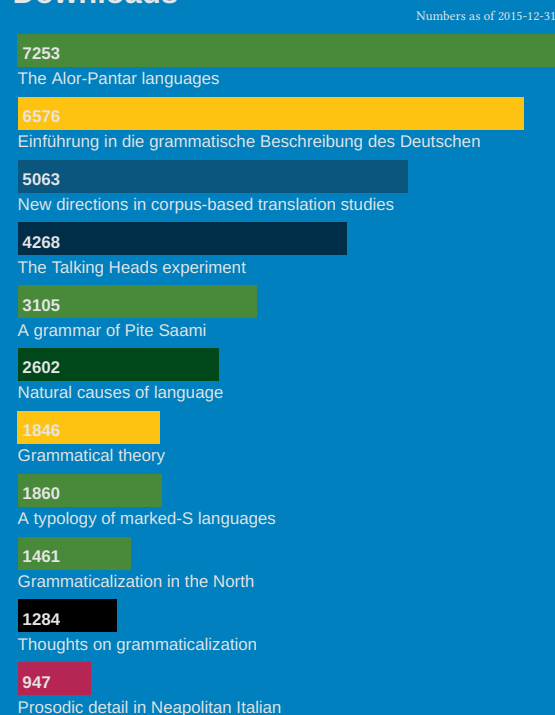 Downloads
Numbers as of 2015-12-31
7253
The Alor-Pantar languages
6576
Einführung in die grammatische Beschreibung des Deutschen
5063
New directions in corpus-based translation studies
4268
The Talking Heads experiment
3105
A grammar of Pite Saami
2602
Natural causes of language
1846
Grammatical theory
1860
A typology of marked-S languages
1461
Grammaticalization in the North
1284
Thoughts on grammaticalization
947
Prosodic detail in Neapolitan Italian